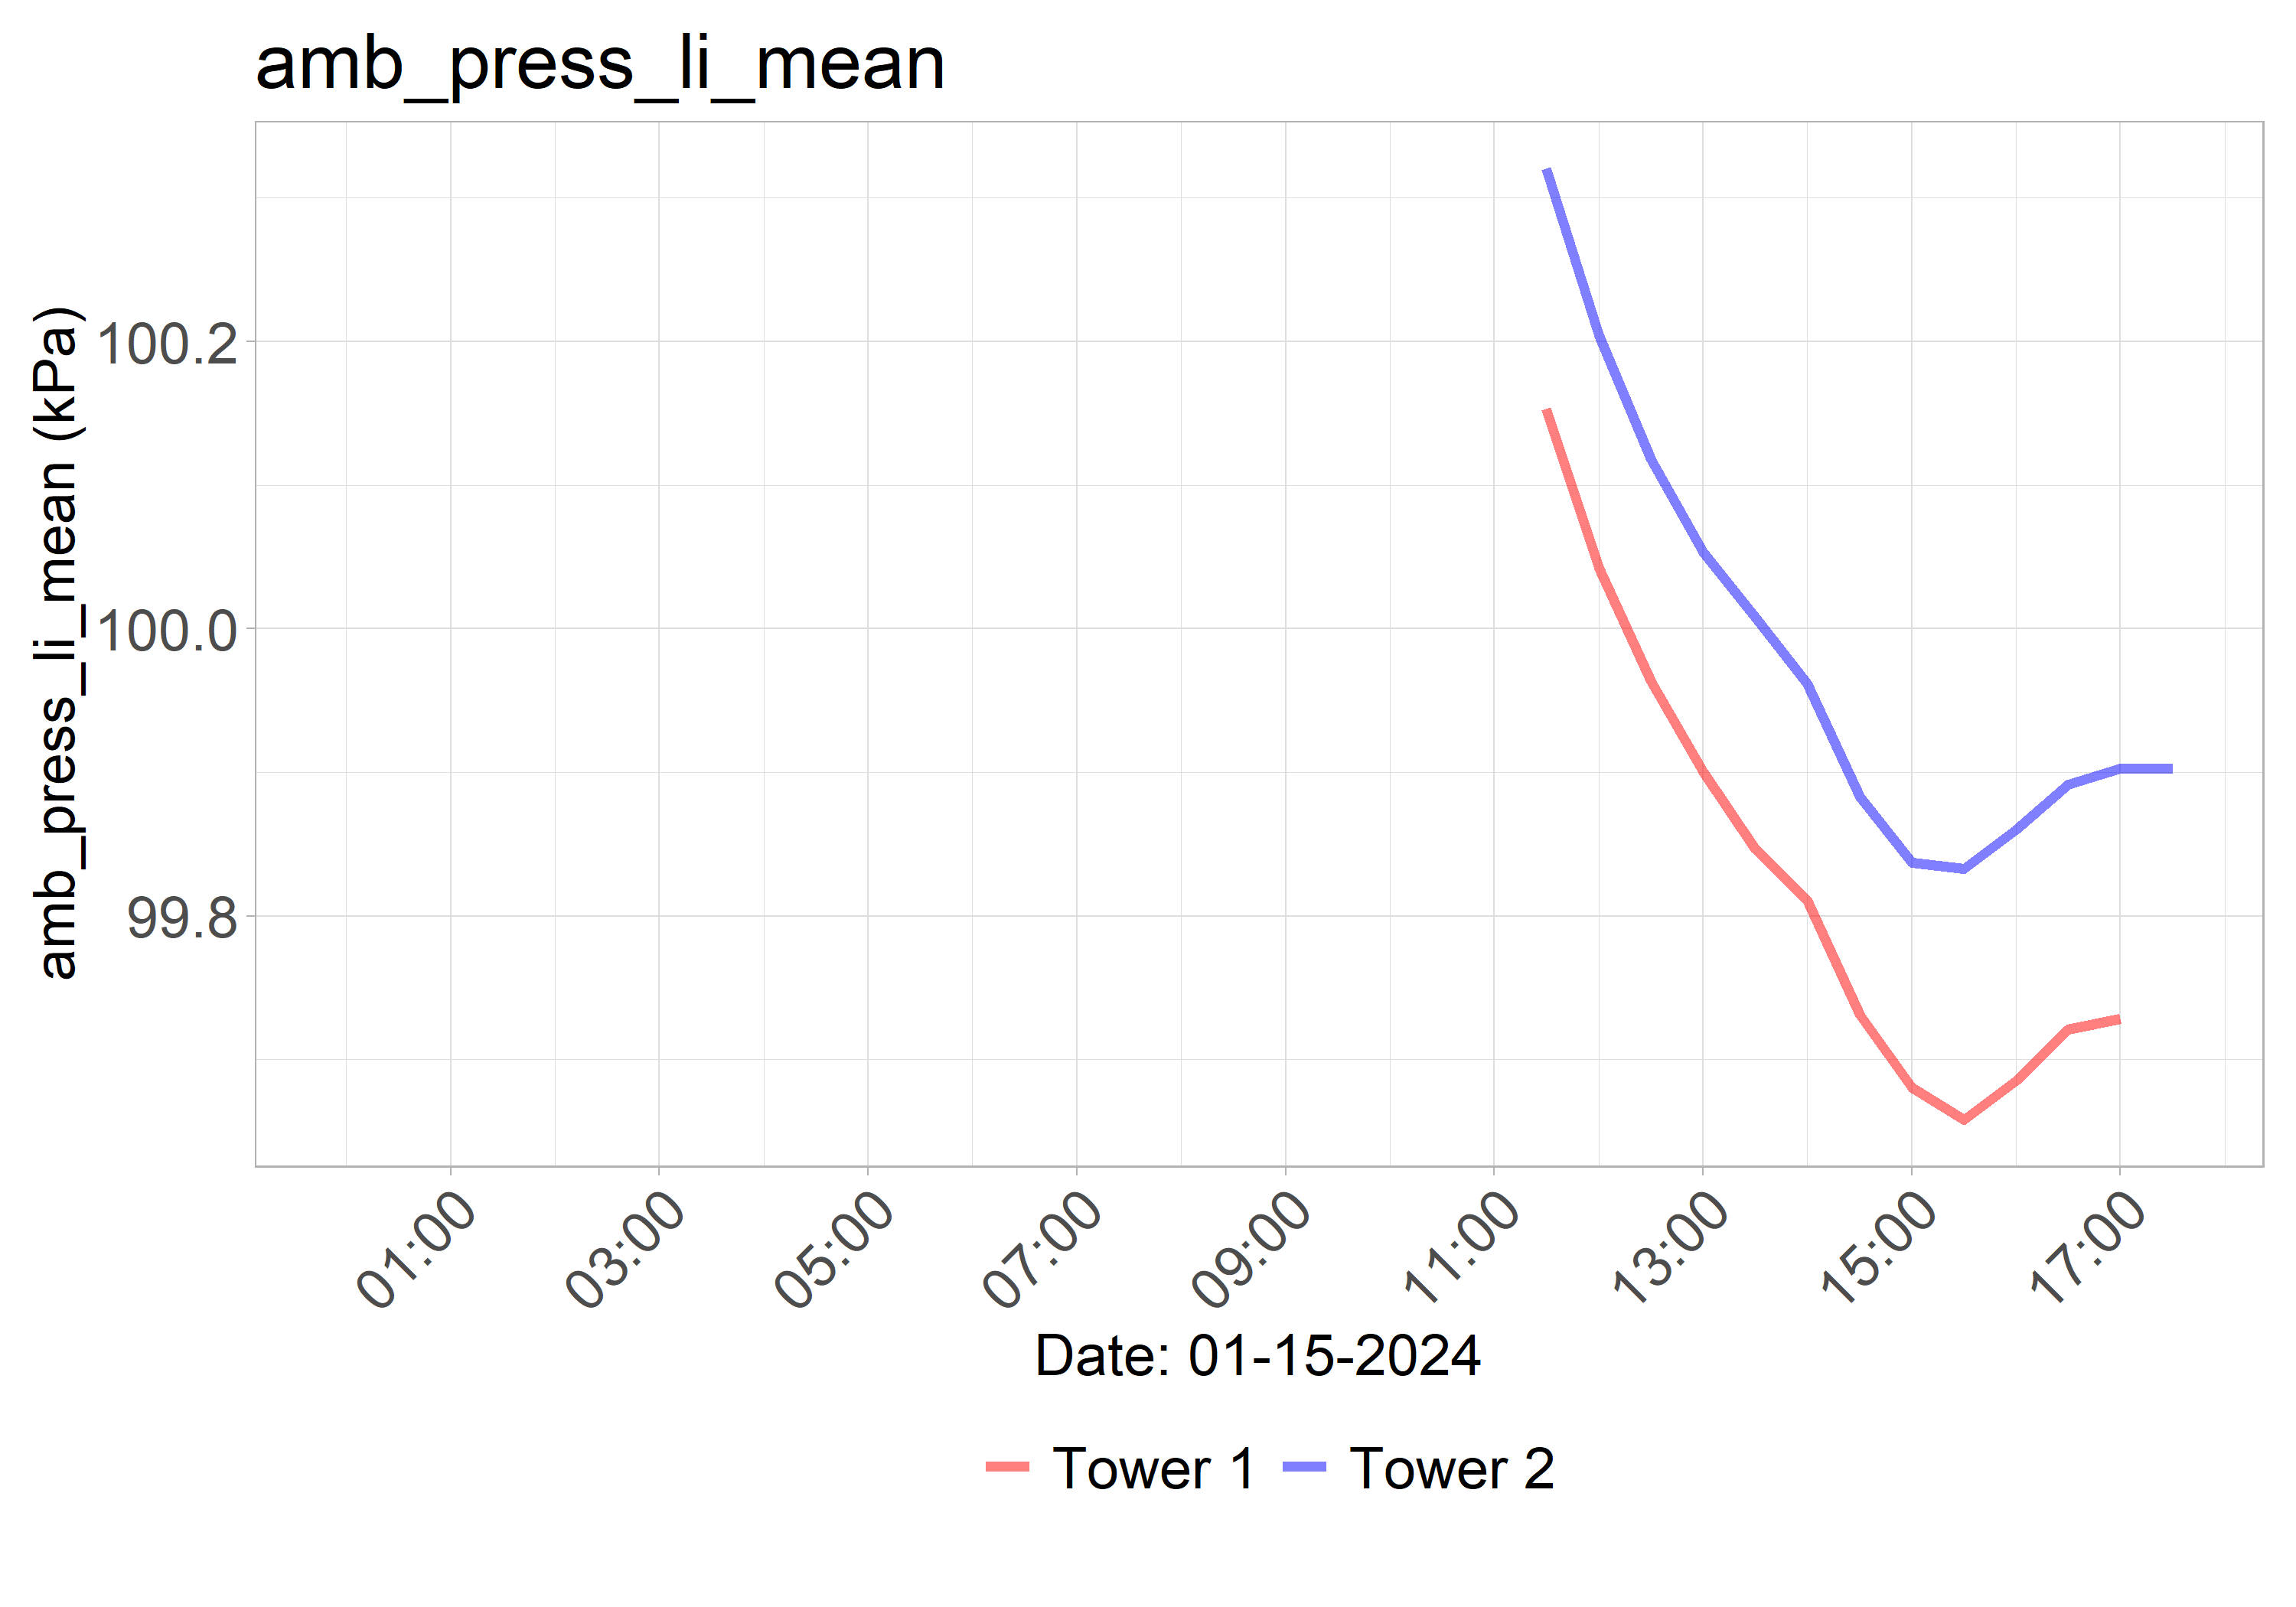 amb_press_li_mean
amb_press_li_mean (kPa)
100.2
100.0
99.8
01:00 03:00 05:00 07:00 09:00 11:00 13:00 15:00 17:00
Date: 01-15-2024
Tower 1 Tower 2